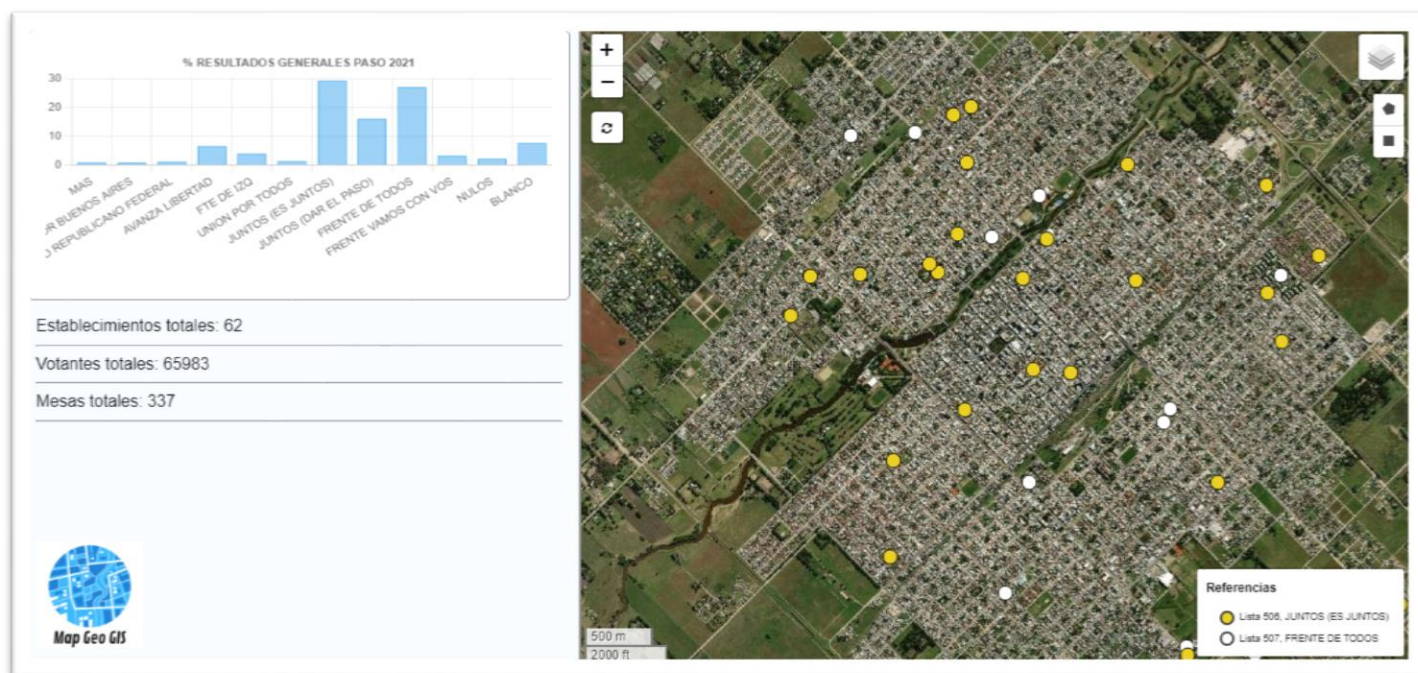 % RESULTADOS GENERALES PASO 2021
30
20
10
0
MAS
JR BUENOS AIRES
O REPUBLICANO FEDERAL
AVANZA LIBERTAD
FTE DE IZQ
UNION POR TODOS
JUNTOS (ES JUNTOS)
JUNTOS (DAR EL PASO)
FRENTE DE TODOS
FRENTE VAMOS CON VOS
NULOS
BLANCO
Establecimientos totales: 62
Votantes totales: 65983
Mesas totales: 337
Map Geo GIS
+
−
500 m
2000 ft
Referencias
Lista 506, JUNTOS (ES JUNTOS)
Lista 507, FRENTE DE TODOS